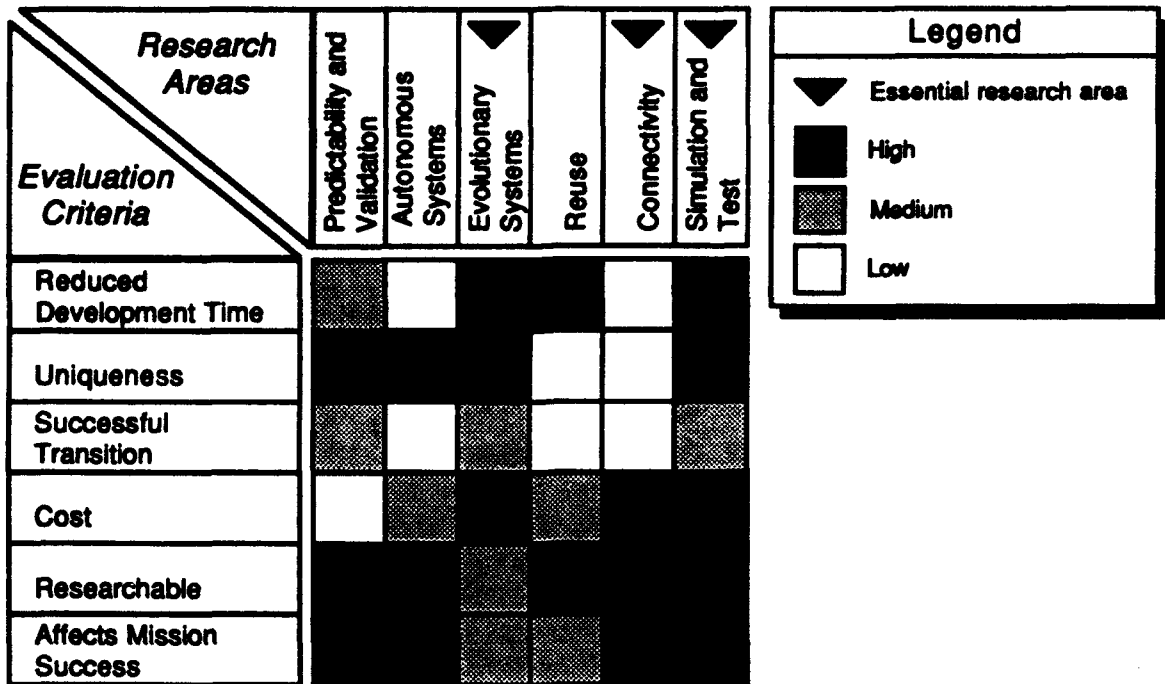 Research
Areas
Evaluation
Criteria
Predictability and
Validation
Autonomous
Systems
Evolutionary
Systems
Reuse
Connectivity
Simulation and
Test
Reduced
Development Time
Uniqueness
Successful
Transition
Cost
Researchable
Affects Mission
Success
Legend
Essential research area
High
Medium
Low